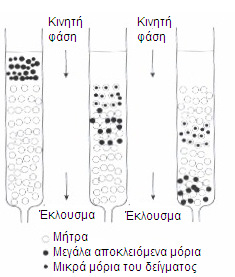 Κινητή
φάση
Κινητή
φάση
Έκλουσμα
Έκλουσμα
Μήτρα
Μεγάλα αποκλειόμενα μόρια
Μικρά μόρια του δείγματος